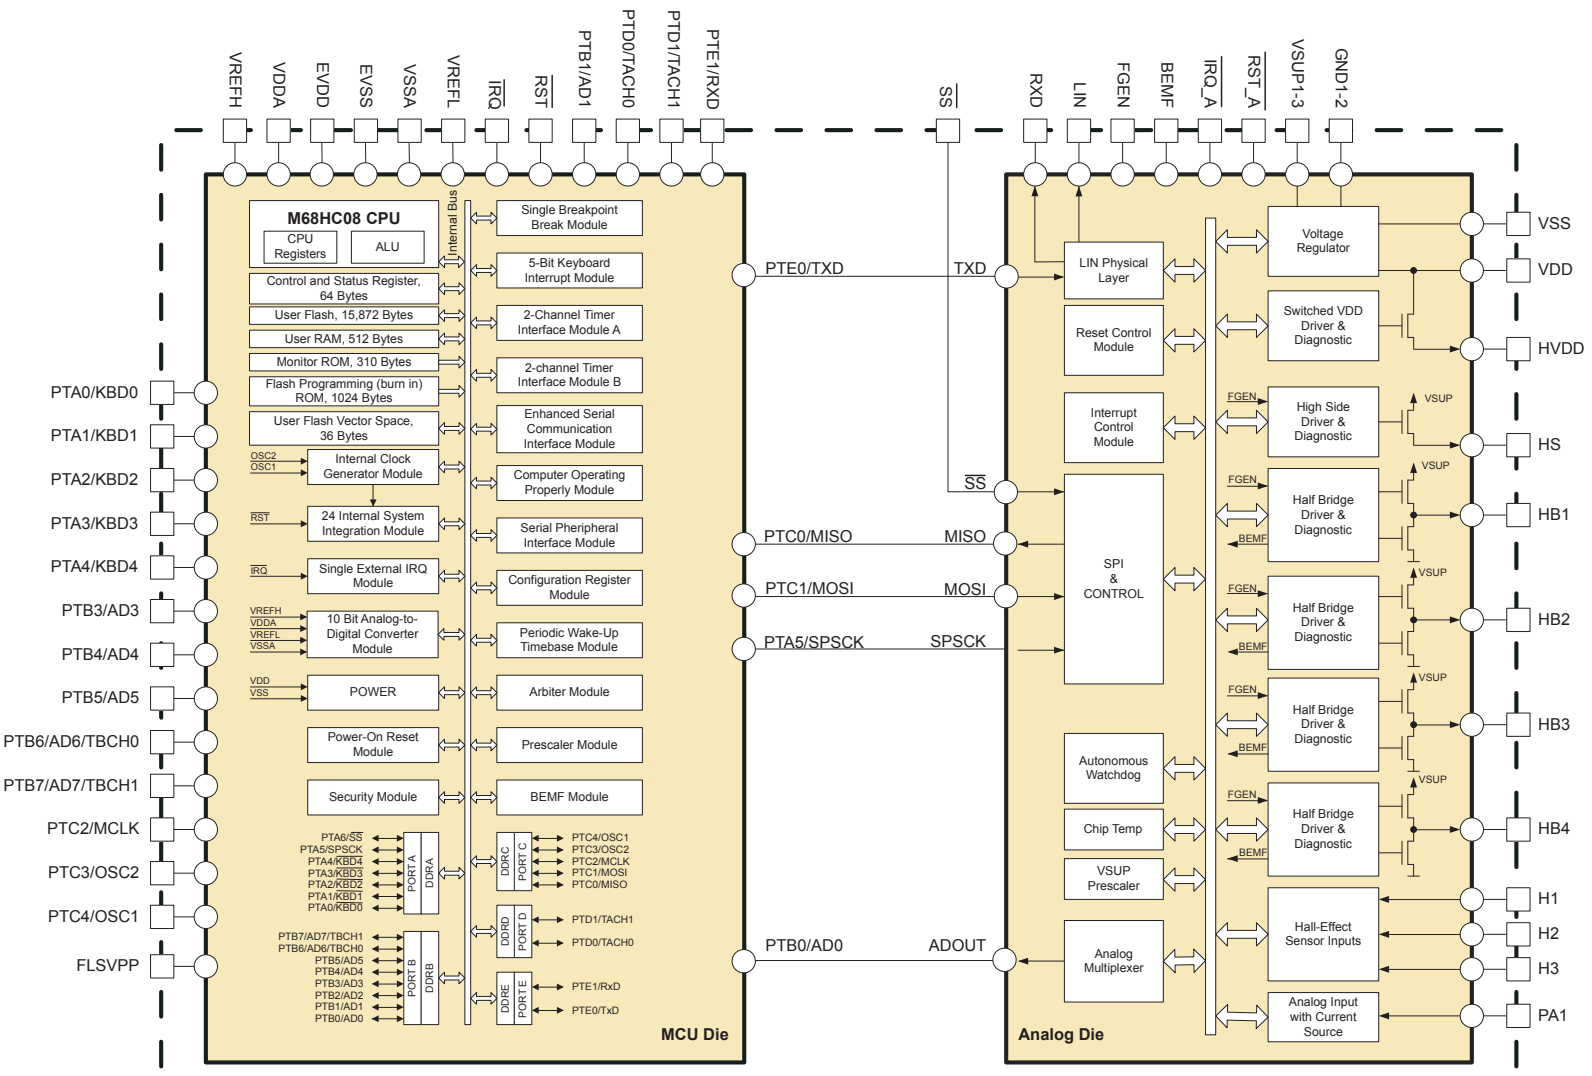 VREFH
VDDA
EVDD
EVSS
VSSA
VREFL
IRQ
RST
PTB1/AD1
PTD0/TACH0
PTD1/TACH1
PTE1/RXD
SS
RXD
LIN
FGEN
BEMF
IRQ_A
RST_A
VSUP1-3
GND1-2
PTA0/KBD0
PTA1/KBD1
PTA2/KBD2
PTA3/KBD3
PTA4/KBD4
PTB3/AD3
PTB4/AD4
PTB5/AD5
PTB6/AD6/TBCH0
PTB7/AD7/TBCH1
PTC2/MCLK
PTC3/OSC2
PTC4/OSC1
FLSVPP
M68HC08 CPU
CPU
Registers
ALU
Internal Bus
Control and Status Register,
64 Bytes
User Flash, 15,872 Bytes
User RAM, 512 Bytes
Monitor ROM, 310 Bytes
Flash Programming (burn in)
ROM, 1024 Bytes
User Flash Vector Space,
36 Bytes
OSC2
OSC1
Internal Clock
Generator Module
RST
24 Internal System
Integration Module
IRQ
Single External IRQ
Module
VREFH
VDDA
VREFL
VSSA
10 Bit Analog-to-
Digital Converter
Module
VDD
VSS
POWER
Power-On Reset
Module
Security Module
PTA6/SS
PTA5/SPSCK
PTA4/KBD4
PTA3/KBD3
PTA2/KBD2
PTA1/KBD1
PTA0/KBD0
PORT A
DDRA
PTB7/AD7/TBCH1
PTB6/AD6/TBCH0
PTB5/AD5
PTB4/AD4
PTB3/AD3
PTB2/AD2
PTB1/AD1
PTB0/AD0
PORT B
DDRB
Single Breakpoint
Break Module
5-Bit Keyboard
Interrupt Module
2-Channel Timer
Interface Module A
2-channel Timer
Interface Module B
Enhanced Serial
Communication
Interface Module
Computer Operating
Properly Module
Serial Pheripheral
Interface Module
Configuration Register
Module
Periodic Wake-Up
Timebase Module
Arbiter Module
Prescaler Module
BEMF Module
DDRC
PORT C
PTC4/OSC1
PTC3/OSC2
PTC2/MCLK
PTC1/MOSI
PTC0/MISO
DDRD
PORT D
PTD1/TACH1
PTD0/TACH0
DDRE
PORT E
PTE1/RxD
PTE0/TxD
MCU Die
PTE0/TXD
TXD
SS
PTC0/MISO
MISO
PTC1/MOSI
MOSI
PTA5/SPSCK
SPSCK
PTB0/AD0
ADOUT
LIN Physical
Layer
Reset Control
Module
Interrupt
Control
Module
SPI
&
CONTROL
Autonomous
Watchdog
Chip Temp
VSUP
Prescaler
Analog
Multiplexer
Analog Die
Voltage
Regulator
Switched VDD
Driver &
Diagnostic
FGEN
High Side
Driver &
Diagnostic
VSUP
FGEN
BEMF
Half Bridge
Driver &
Diagnostic
VSUP
FGEN
BEMF
Half Bridge
Driver &
Diagnostic
VSUP
FGEN
BEMF
Half Bridge
Driver &
Diagnostic
VSUP
FGEN
BEMF
Half Bridge
Driver &
Diagnostic
VSUP
Hall-Effect
Sensor Inputs
Analog Input
with Current
Source
VSS
VDD
HVDD
HS
HB1
HB2
HB3
HB4
H1
H2
H3
PA1